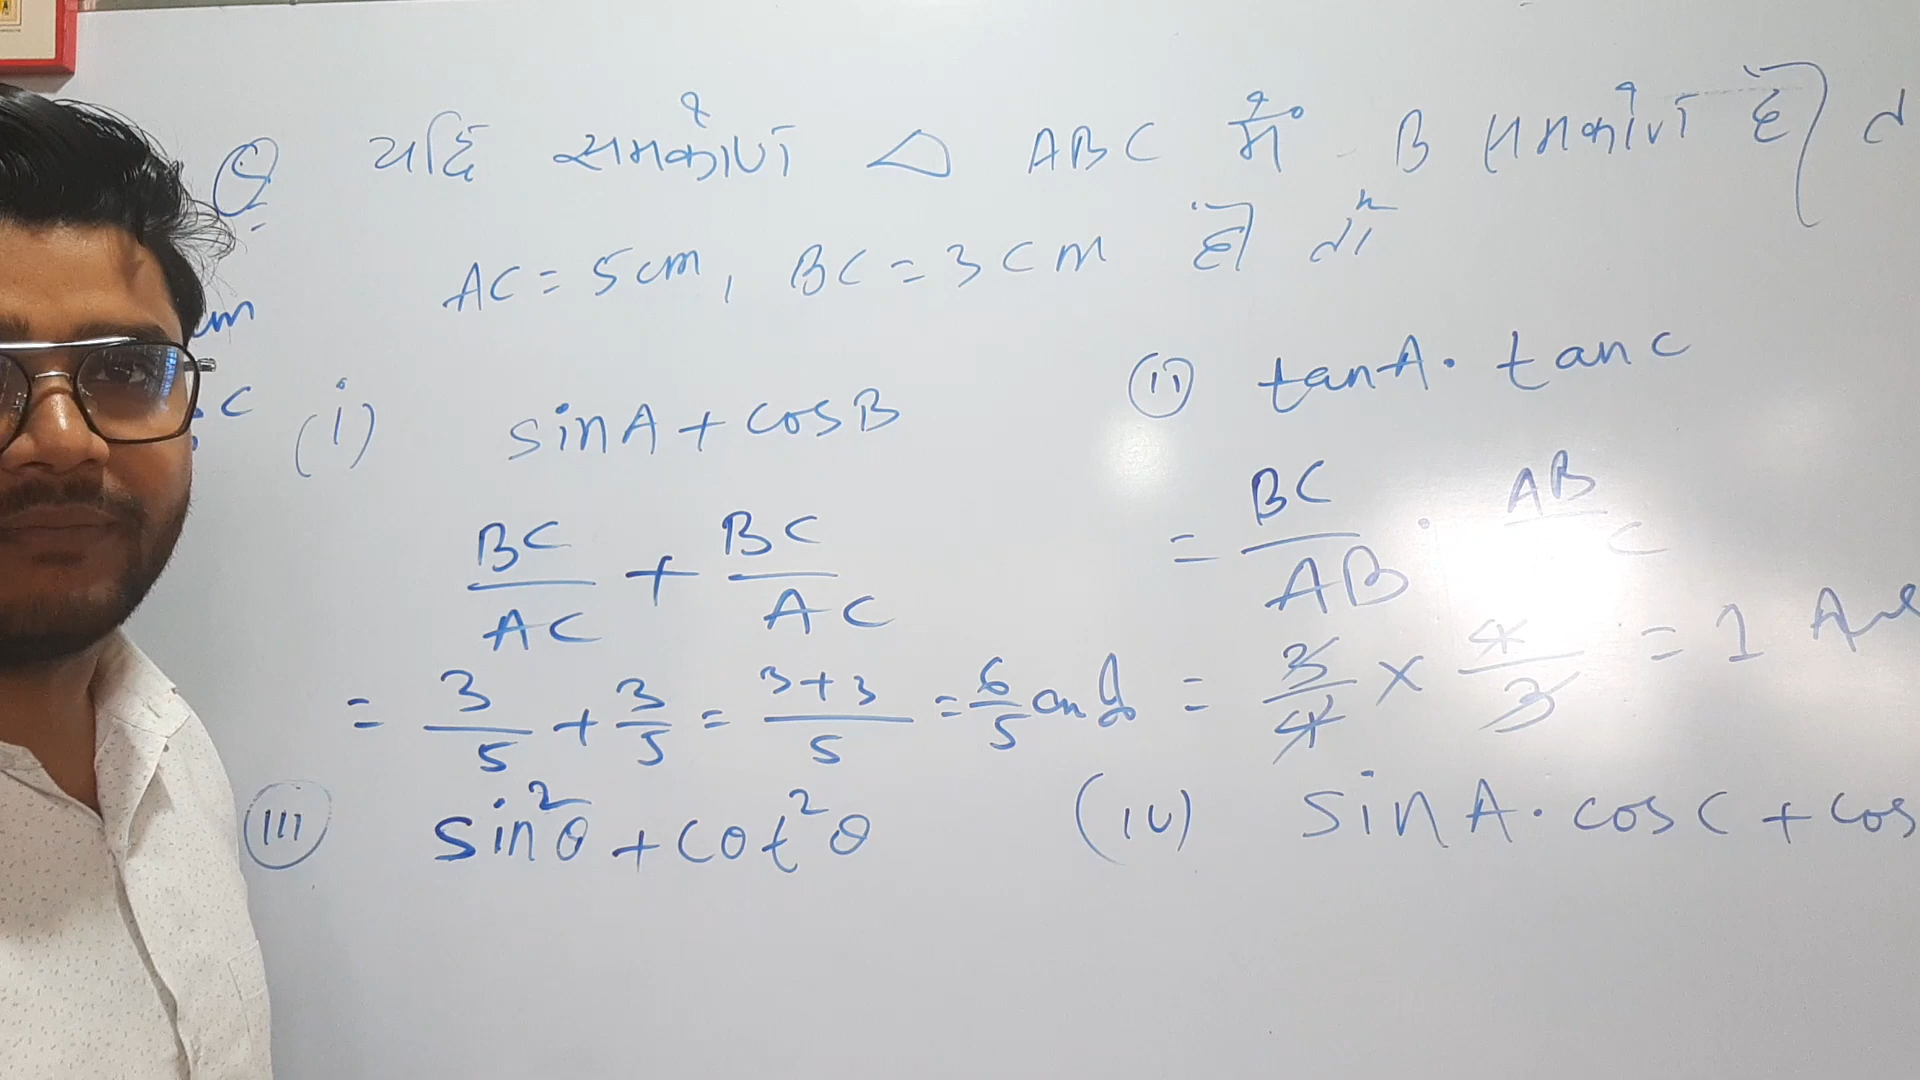 Q यदि समकोण △ ABC में B समकोण हो त
AC = 5cm, BC = 3cm हो तो
cm
C
(i) sinA + cosB
BC/AC + BC/AC
= 3/5 + 3/5 = 3+3/5 = 6/5 ans
(ii) tanA · tanC
= BC/AB · AB/ C
= 3/4 × 4/3 = 1 Ans
(iii) sin²θ + cot²θ
(iv) sinA · cosC + cos